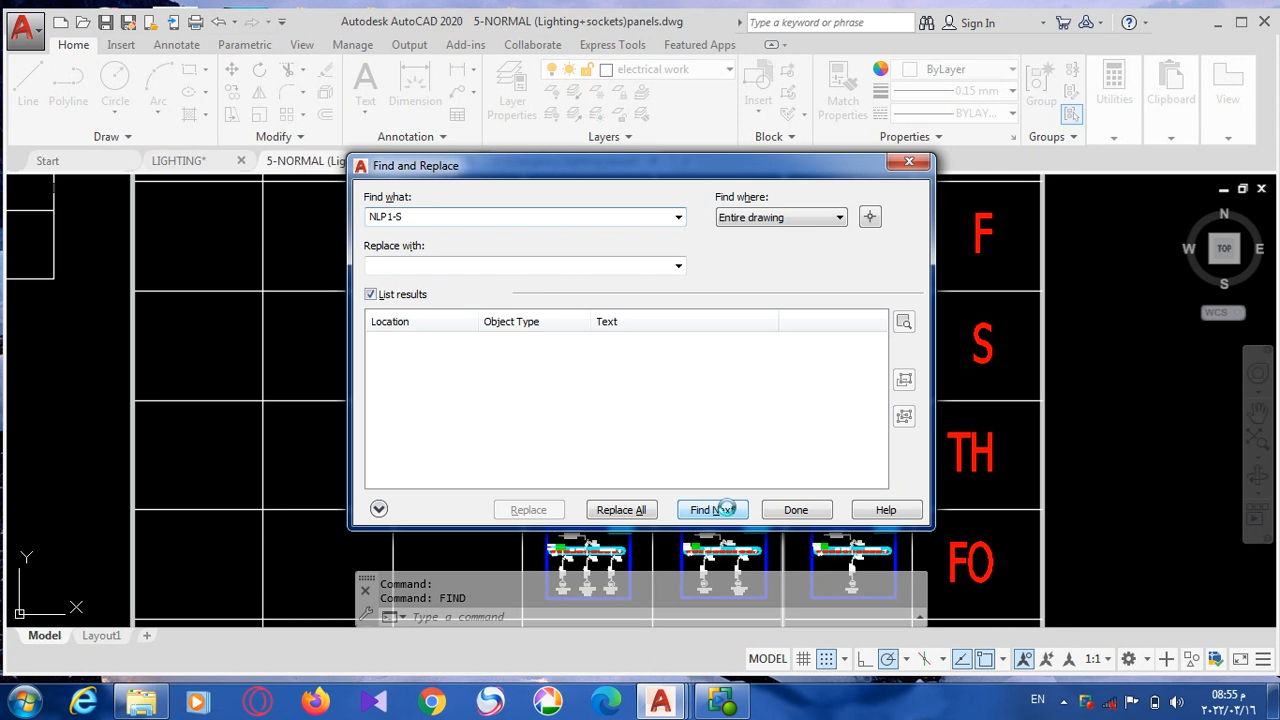 Autodesk AutoCAD 2020 5-NORMAL (Lighting+sockets)panels.dwg
Type a keyword or phrase
Sign In
Home Insert Annotate Parametric View Manage Output Add-ins Collaborate Express Tools Featured Apps
Line Polyline Circle Arc
Text Dimension
Layer Properties
electrical work
Insert
Match Properties
ByLayer
0.15 mm
BYLAY...
Group
Utilities
Clipboard
View
Draw Modify Annotation Layers Block Properties Groups
Start LIGHTING* 5-NORMAL (Lig
Find and Replace
Find what:
NLP1-S
Find where:
Entire drawing
Replace with:
List results
Location Object Type Text
Replace Replace All Find Next Done Help
F
S
TH
FO
N
W TOP E
S
WCS
Y
X
Command:
Command: FIND
Type a command
Model Layout1 +
MODEL
1:1
EN
08:55 م
٢٠٢٢/٠٣/١٦